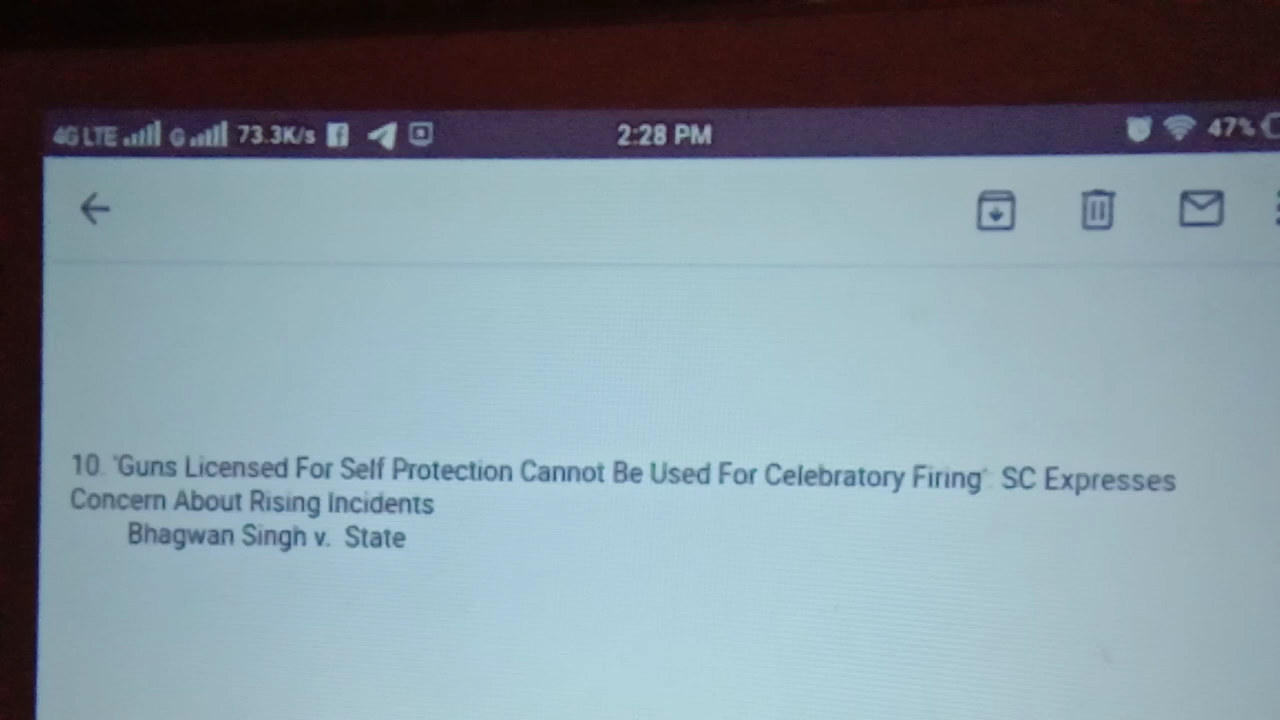 4G LTE G 73.3K/s 2:28 PM 47%
10. 'Guns Licensed For Self Protection Cannot Be Used For Celebratory Firing' SC Expresses
Concern About Rising Incidents
Bhagwan Singh v. State